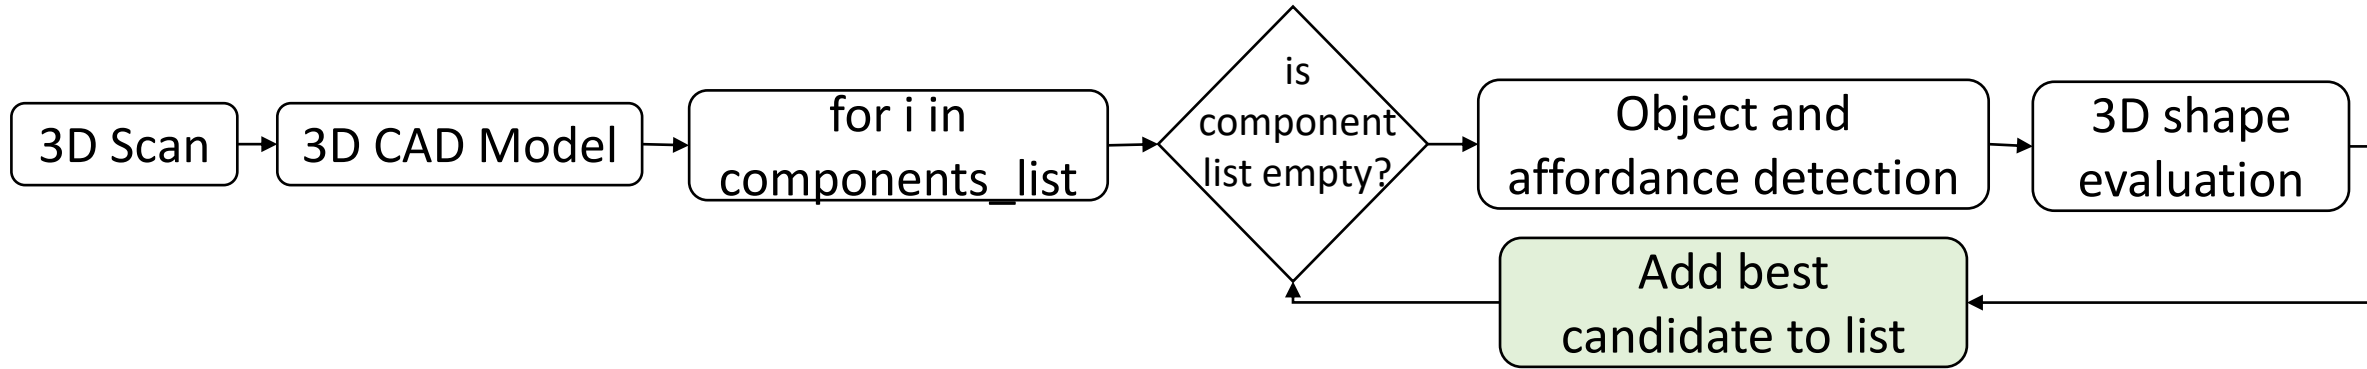 3D Scan
3D CAD Model
for i in
components_list
is
component
list empty?
Object and
affordance detection
3D shape
evaluation
Add best
candidate to list